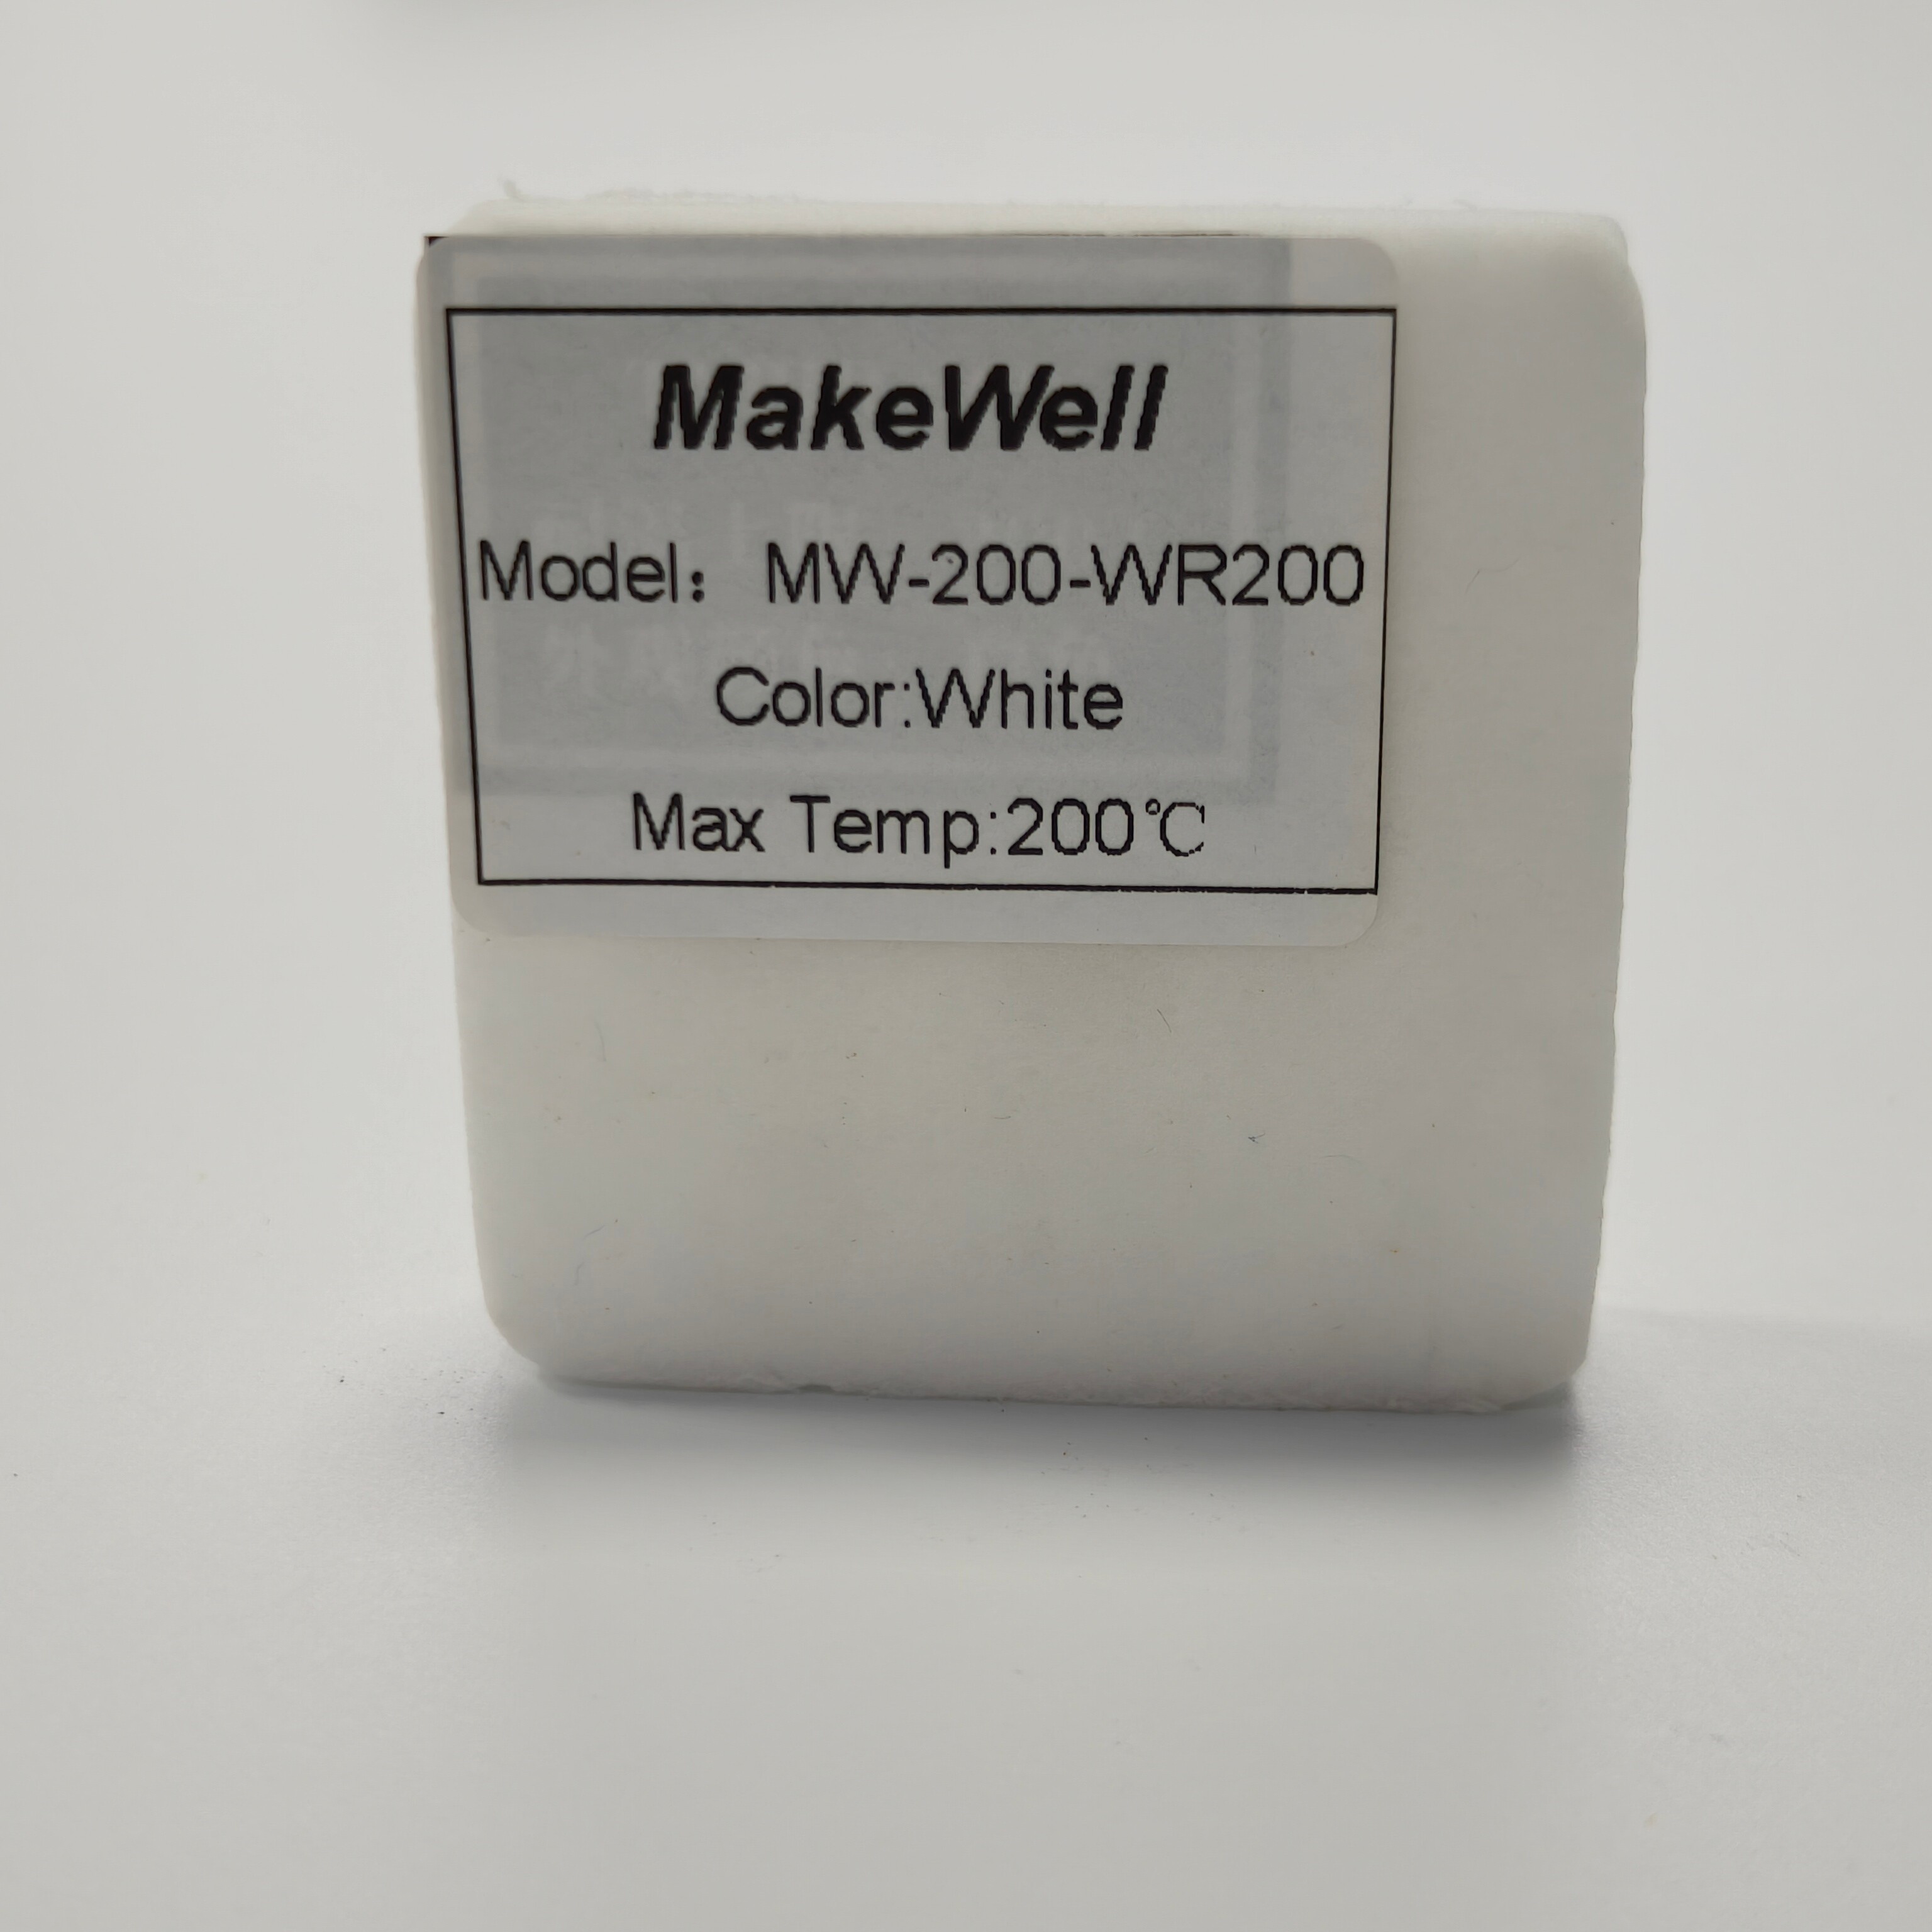 MakeWell
Model： MW-200-WR200
Color:White
Max Temp:200℃